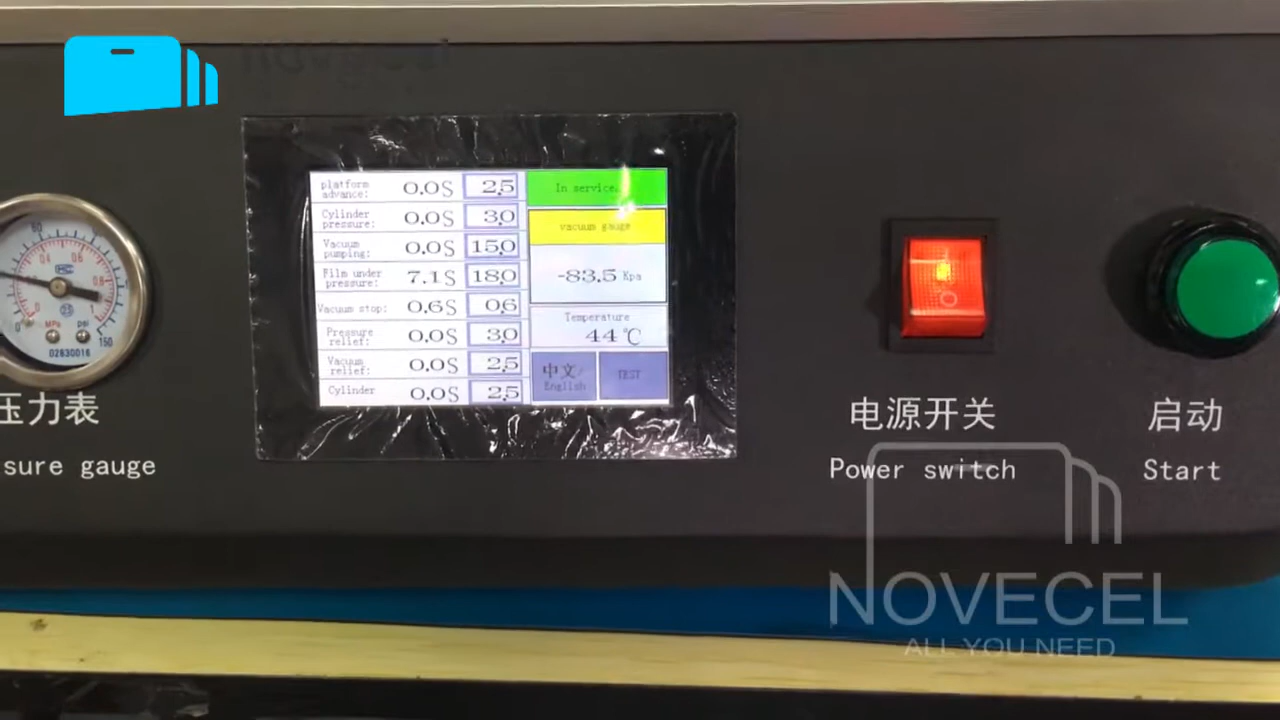 platform
advance: 0.0S 2.5
Cylinder
pressure: 0.0S 3.0
Vacuum
pumping: 0.0S 15.0
Film under
pressure: 7.1S 18.0
Vacuum stop: 0.6S 0.6
Pressure
relief: 0.0S 3.0
Vacuum
relief: 0.0S 2.5
Cylinder 0.0S 2.5
In service.
vacuum gauge
-83.5 Kpa
Temperature
44℃
中文/
English
TEST
MPa psi
150
02630016
压力表
sure gauge
电源开关
Power switch
启动
Start
NOVECEL
ALL YOU NEED